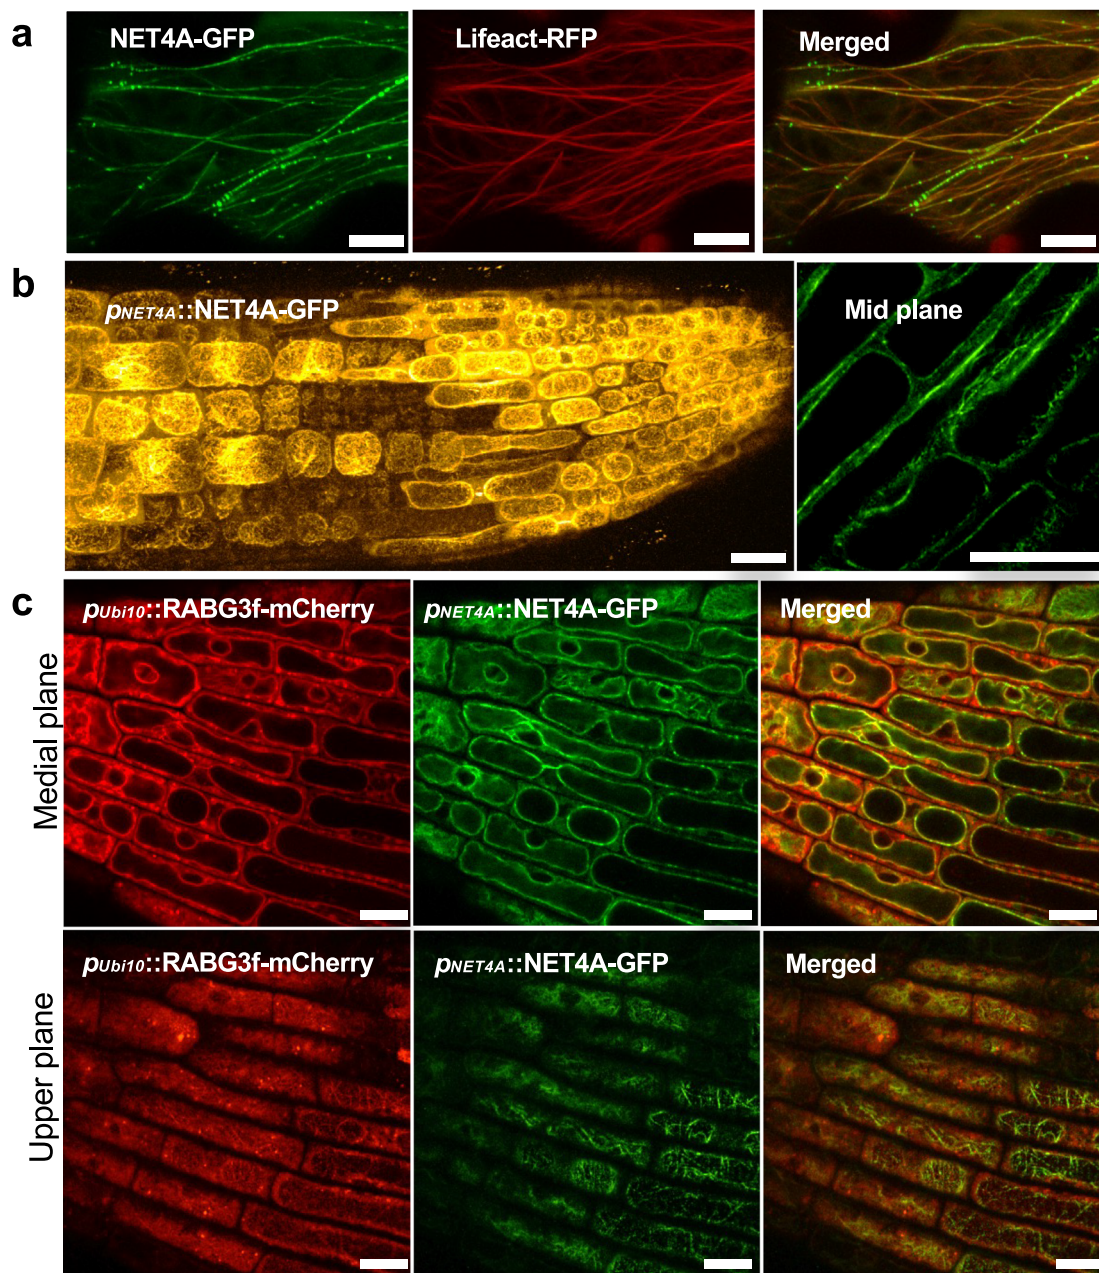 a
NET4A-GFP
Lifeact-RFP
Merged
b
pNET4A::NET4A-GFP
Mid plane
c
Medial plane
pUbi10::RABG3f-mCherry
pNET4A::NET4A-GFP
Merged
Upper plane
pUbi10::RABG3f-mCherry
pNET4A::NET4A-GFP
Merged